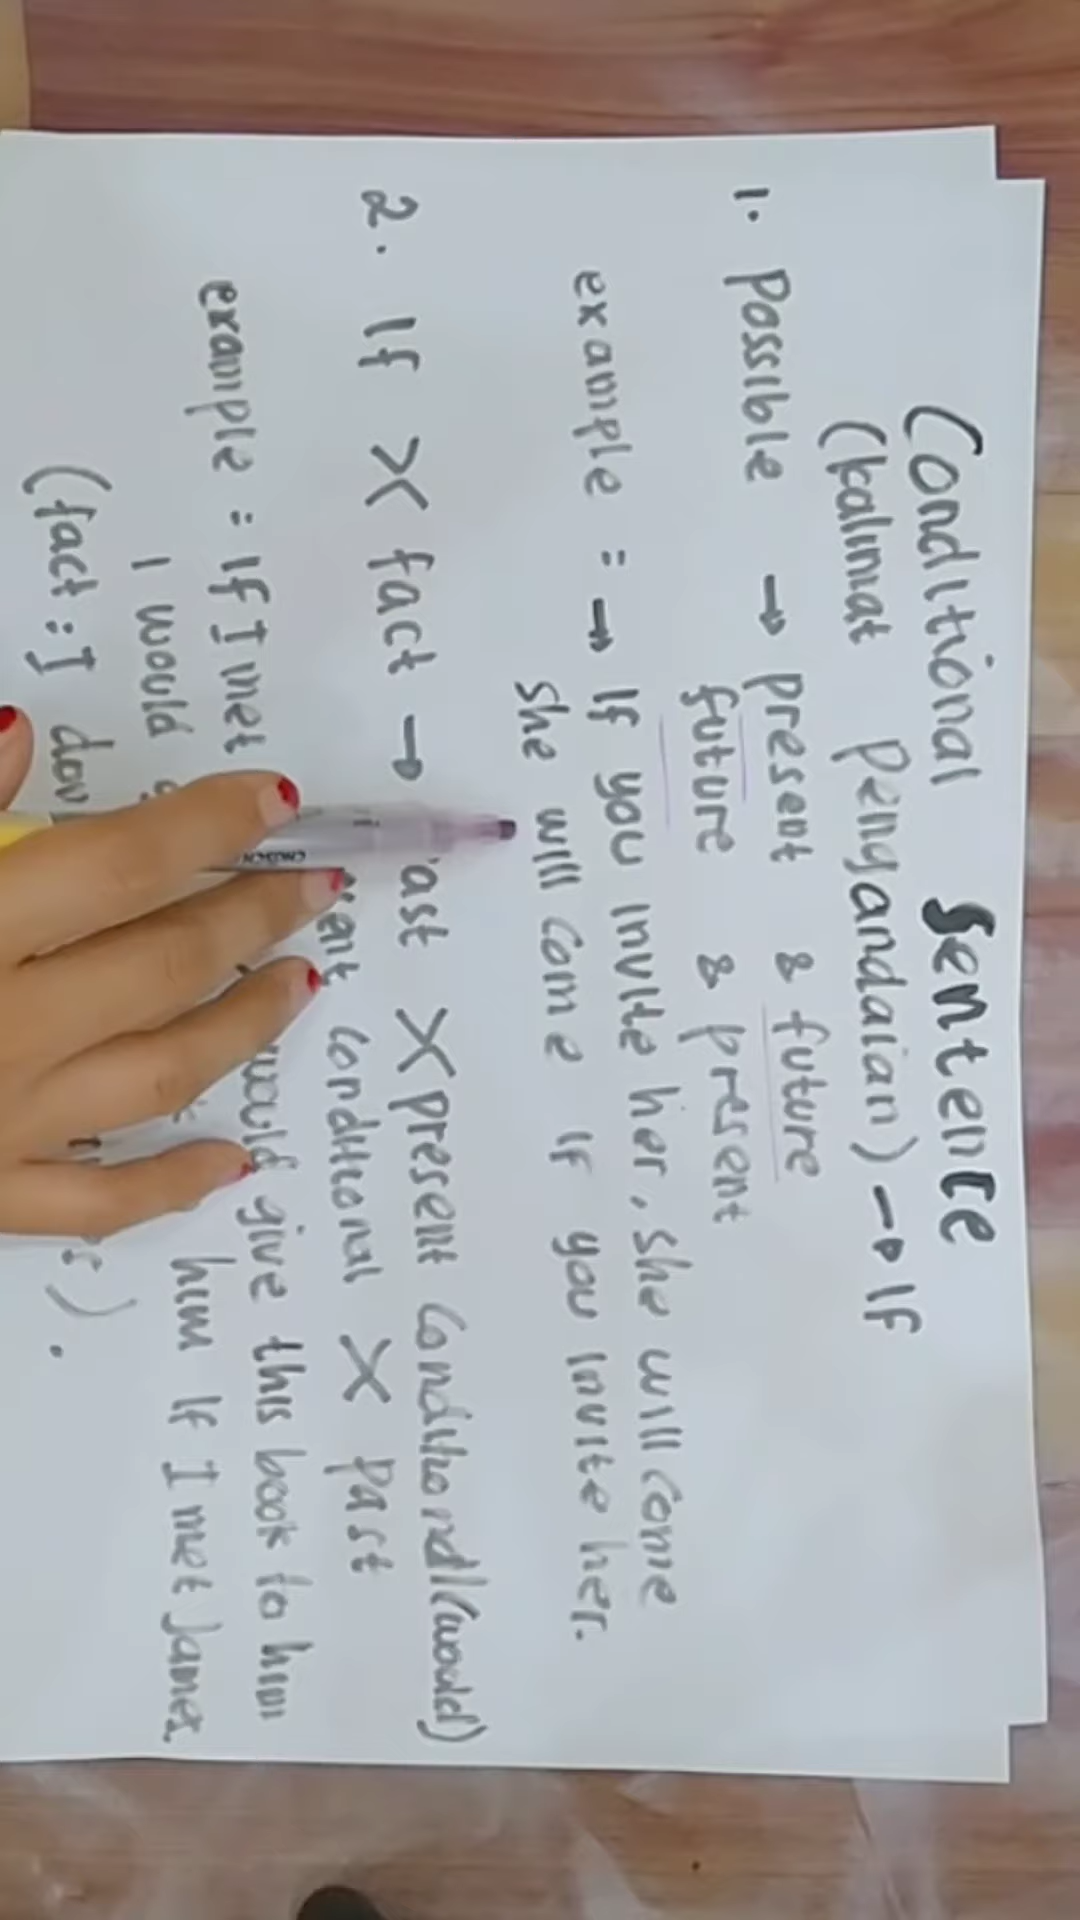 Conditional Sentence
(kalimat pengandaian) → If
1. Possible → present & future
future & present
example : → If you invite her, she will come
she will come if you invite her.
2. If X fact → ast X present conditional (would)
conditional X past
example : If I met would give this book to him
I would him If I met James
(fact : I ).